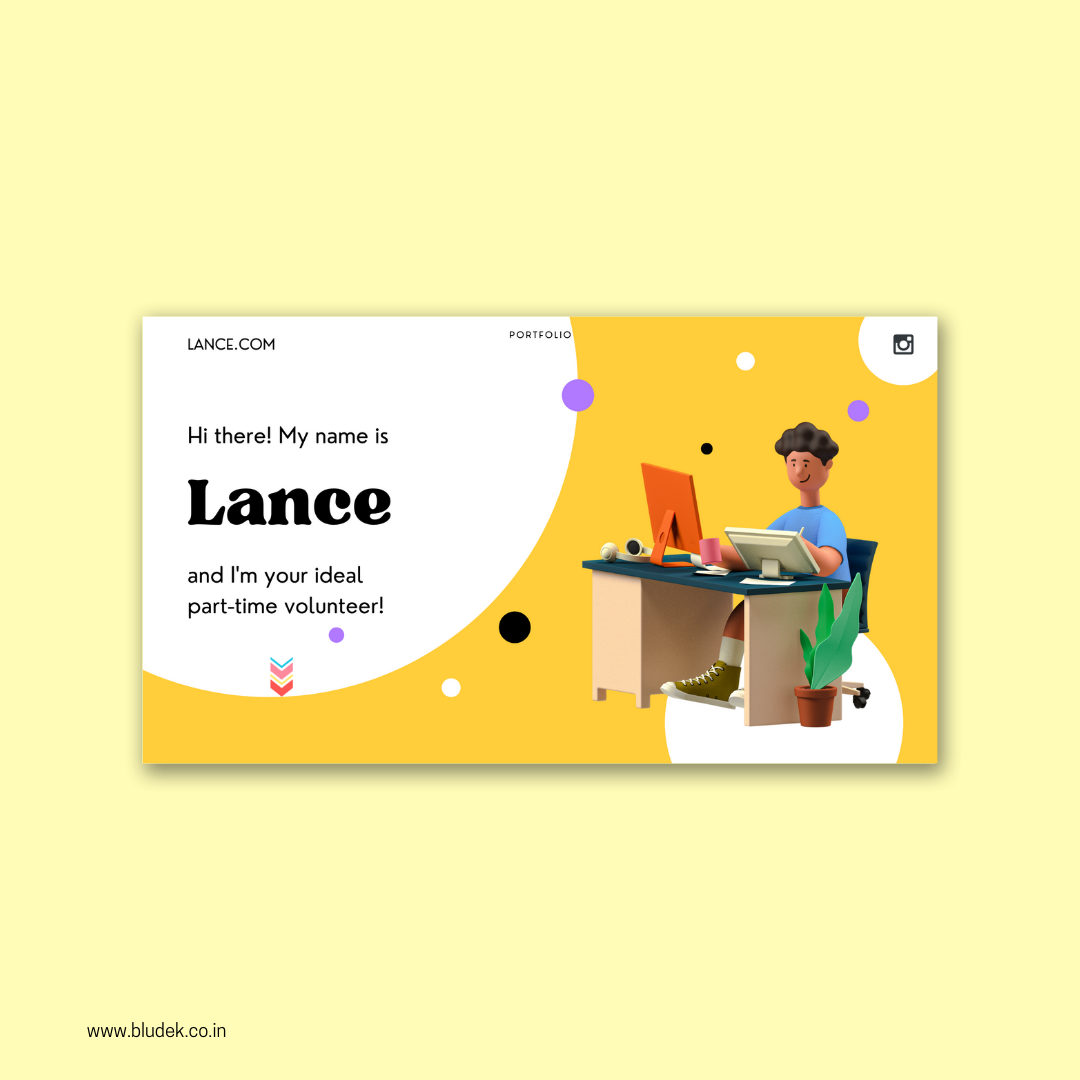 LANCE.COM
PORTFOLIO
Hi there! My name is
Lance
and I'm your ideal
part-time volunteer!
www.bludek.co.in